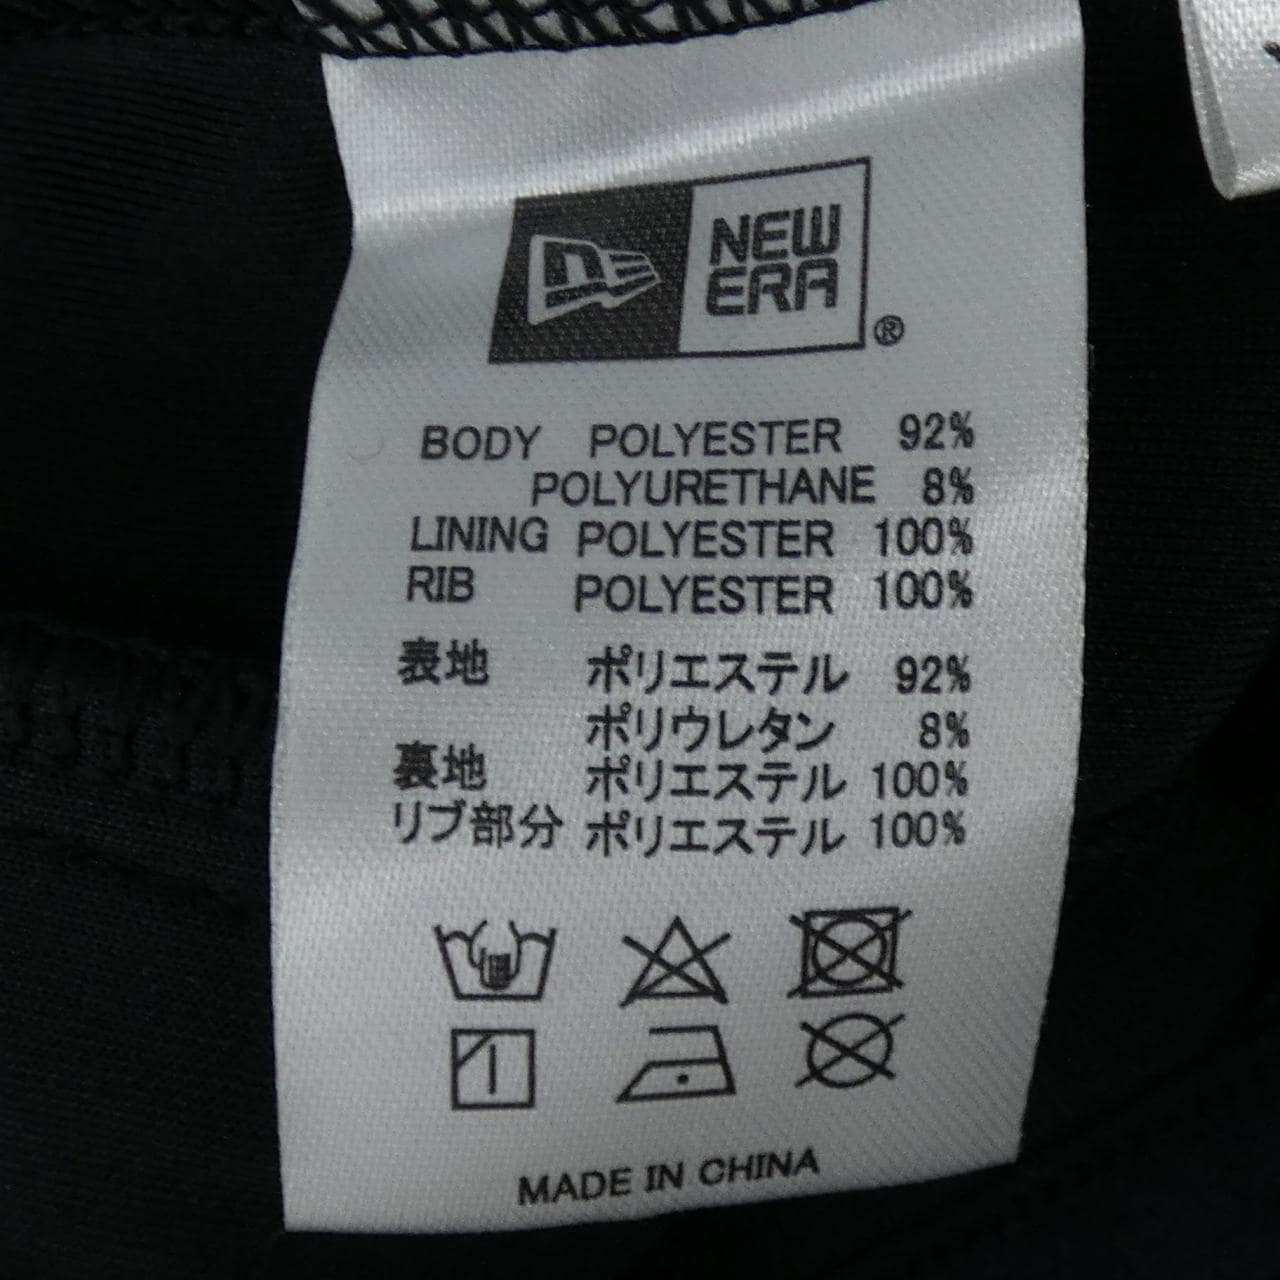 NEW
ERA
®
BODY POLYESTER 92%
POLYURETHANE 8%
LINING POLYESTER 100%
RIB POLYESTER 100%
表地 ポリエステル 92%
ポリウレタン 8%
裏地 ポリエステル 100%
リブ部分 ポリエステル 100%
MADE IN CHINA